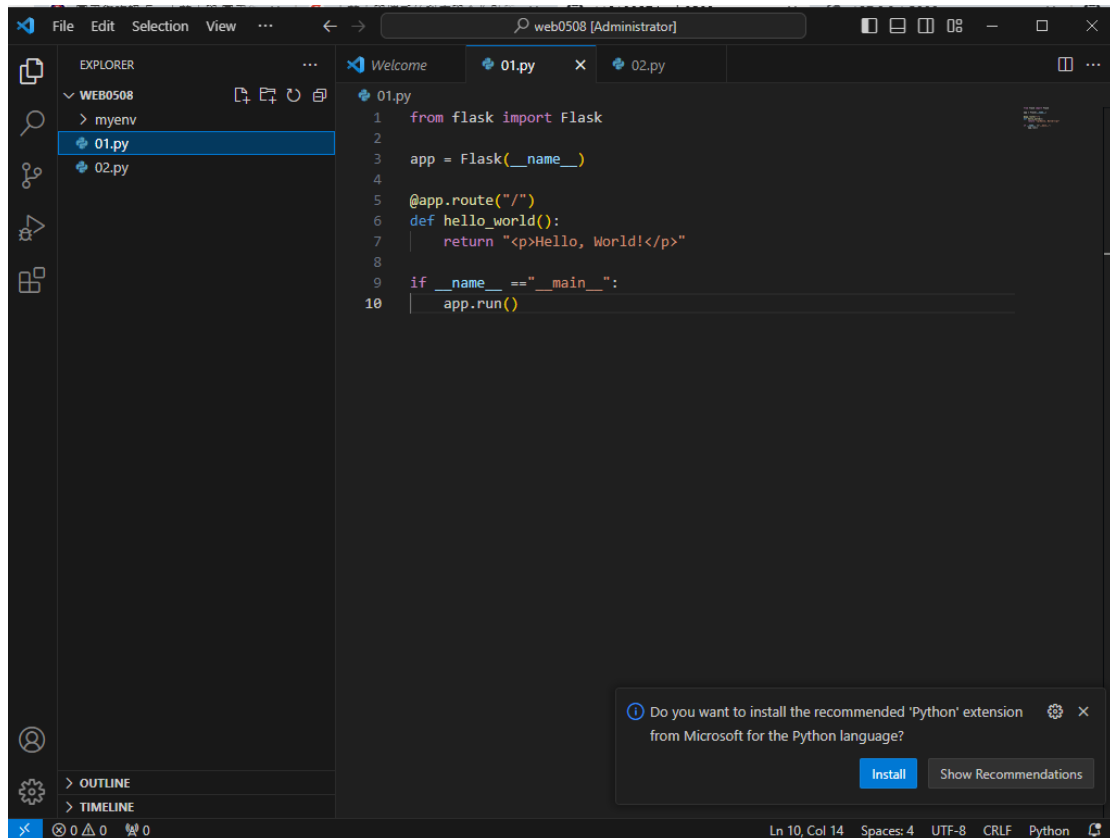 File Edit Selection View ··· web0508 [Administrator]
EXPLORER ···
Welcome 01.py 02.py ···
WEB0508
myenv
01.py
02.py
01.py
1 from flask import Flask
2
3 app = Flask(__name__)
4
5 @app.route("/")
6 def hello_world():
7 return "<p>Hello, World!</p>"
8
9 if __name__ =="__main__":
10 app.run()
Do you want to install the recommended 'Python' extension
from Microsoft for the Python language?
Install Show Recommendations
OUTLINE
TIMELINE
0 0 0 Ln 10, Col 14 Spaces: 4 UTF-8 CRLF Python